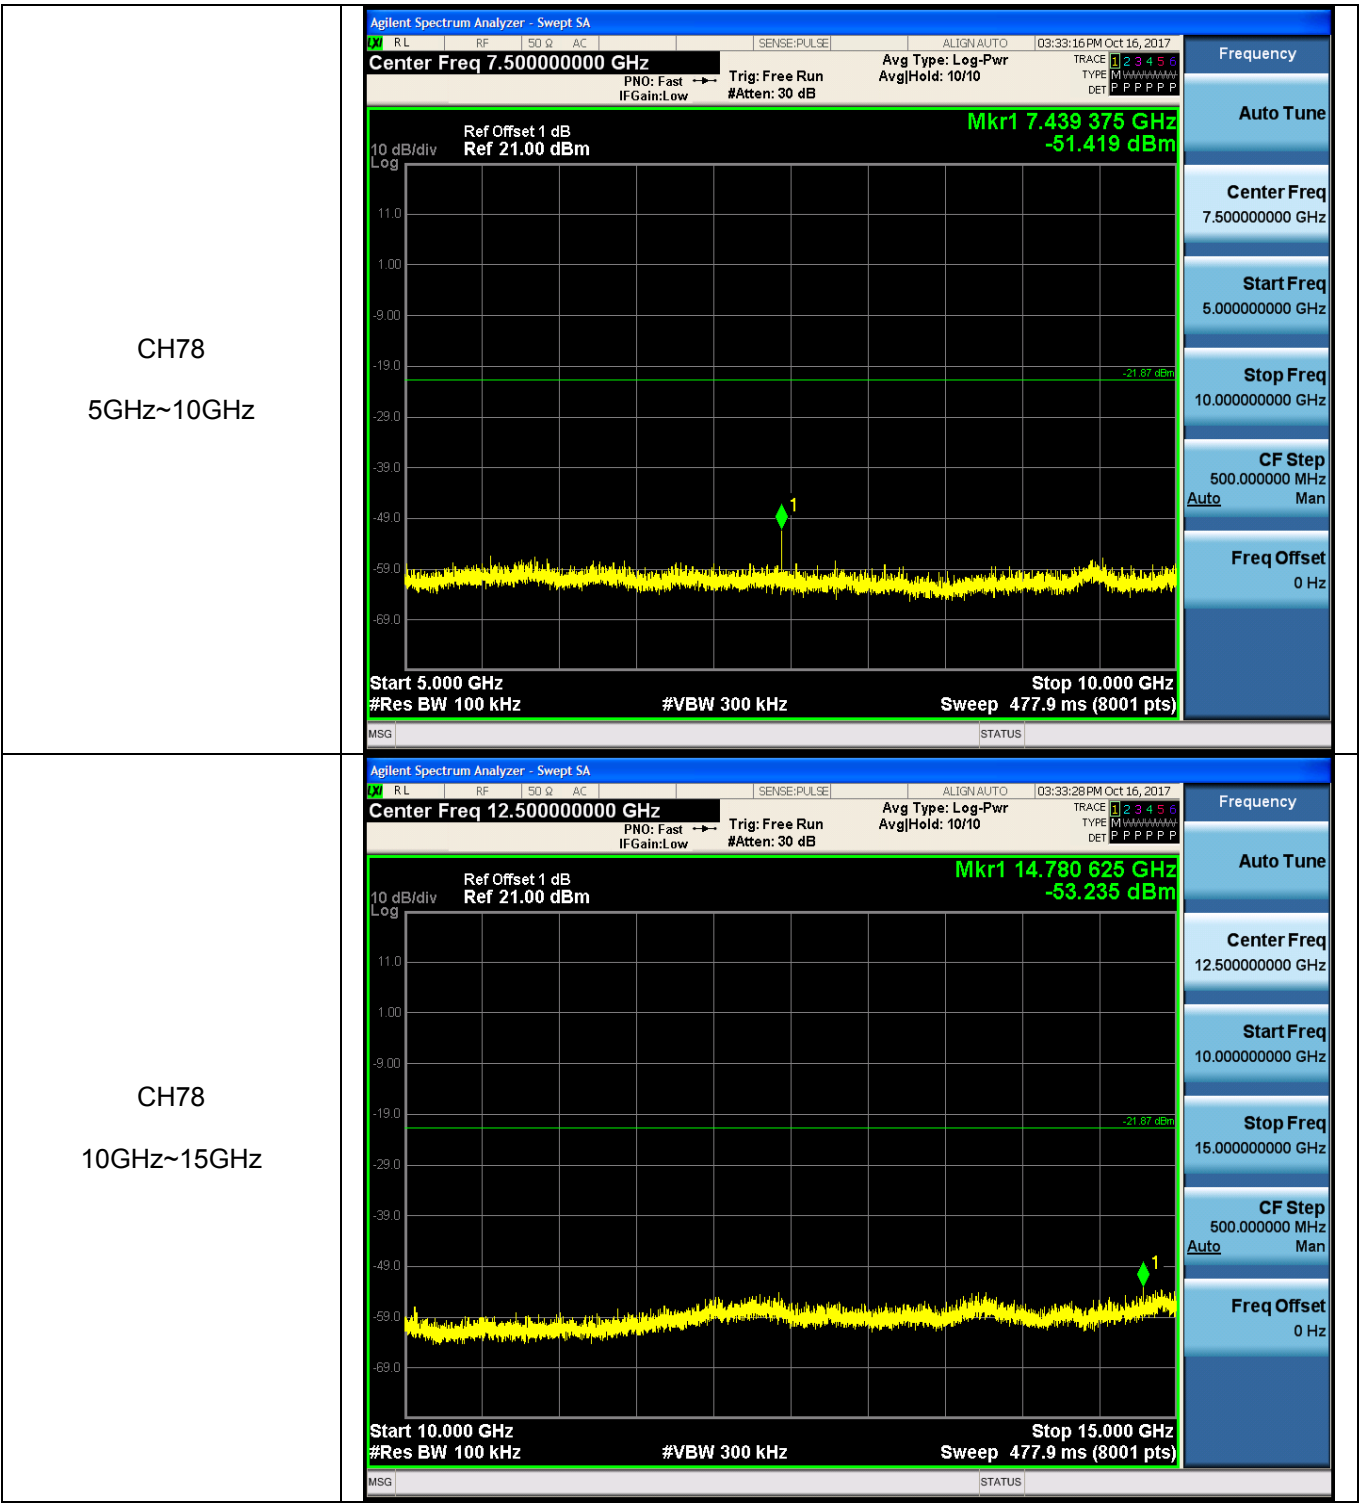 CH78
5GHz~10GHz
Agilent Spectrum Analyzer - Swept SA
LXI RL RF 50 Ω AC SENSE:PULSE ALIGN AUTO 03:33:16 PM Oct 16, 2017
Center Freq 7.500000000 GHz
PNO: Fast
IFGain:Low
Trig: Free Run
#Atten: 30 dB
Avg Type: Log-Pwr
Avg|Hold: 10/10
TRACE 1 2 3 4 5 6
TYPE M WWWWW
DET P P P P P P
Mkr1 7.439 375 GHz
-51.419 dBm
Ref Offset 1 dB
10 dB/div Ref 21.00 dBm
Log
11.0
1.00
-9.00
-19.0
-21.87 dBm
-29.0
-39.0
-49.0
1
-59.0
-69.0
Start 5.000 GHz Stop 10.000 GHz
#Res BW 100 kHz #VBW 300 kHz Sweep 477.9 ms (8001 pts)
MSG STATUS
Frequency
Auto Tune
Center Freq
7.500000000 GHz
Start Freq
5.000000000 GHz
Stop Freq
10.000000000 GHz
CF Step
500.000000 MHz
Auto Man
Freq Offset
0 Hz
CH78
10GHz~15GHz
Agilent Spectrum Analyzer - Swept SA
LXI RL RF 50 Ω AC SENSE:PULSE ALIGN AUTO 03:33:28 PM Oct 16, 2017
Center Freq 12.500000000 GHz
PNO: Fast
IFGain:Low
Trig: Free Run
#Atten: 30 dB
Avg Type: Log-Pwr
Avg|Hold: 10/10
TRACE 1 2 3 4 5 6
TYPE M WWWWW
DET P P P P P P
Mkr1 14.780 625 GHz
-53.235 dBm
Ref Offset 1 dB
10 dB/div Ref 21.00 dBm
Log
11.0
1.00
-9.00
-19.0
-21.87 dBm
-29.0
-39.0
-49.0
1
-59.0
-69.0
Start 10.000 GHz Stop 15.000 GHz
#Res BW 100 kHz #VBW 300 kHz Sweep 477.9 ms (8001 pts)
MSG STATUS
Frequency
Auto Tune
Center Freq
12.500000000 GHz
Start Freq
10.000000000 GHz
Stop Freq
15.000000000 GHz
CF Step
500.000000 MHz
Auto Man
Freq Offset
0 Hz